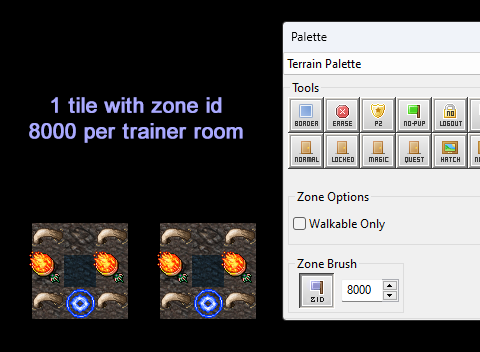 Palette
Terrain Palette
1 tile with zone id
8000 per trainer room
Tools
BORDER ERASE PZ NO-PVP LOGOUT
NORMAL LOCKED MAGIC QUEST HATCH
Zone Options
Walkable Only
Zone Brush
ZID 8000